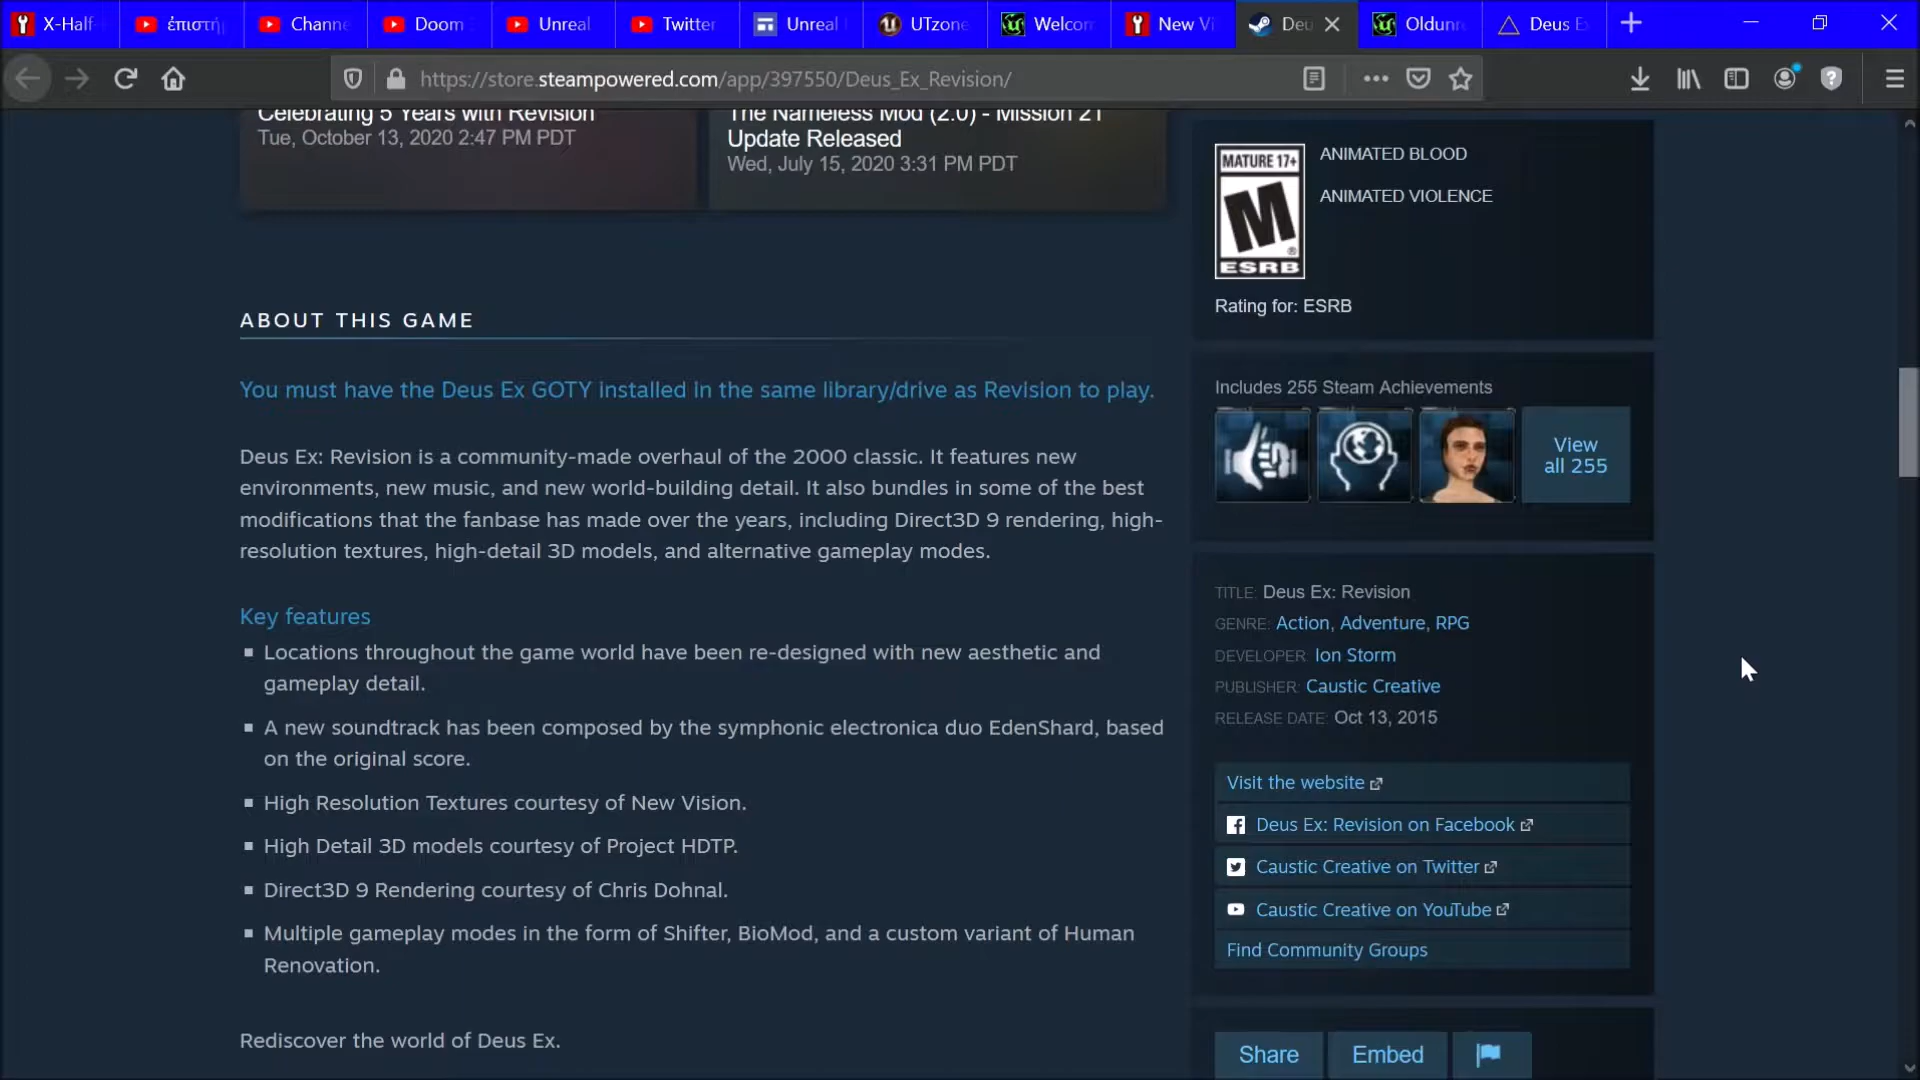 X-Half-
ἐπιστήμ
Channe
Doom
Unreal
Twitter
Unreal
UTzone
Welcom
New Vi
Deu
Oldunr
Deus Ex
https://store.steampowered.com/app/397550/Deus_Ex_Revision/
Celebrating 5 Years with Revision
Tue, October 13, 2020 2:47 PM PDT
The Nameless Mod (2.0) - Mission 21
Update Released
Wed, July 15, 2020 3:31 PM PDT
ABOUT THIS GAME
You must have the Deus Ex GOTY installed in the same library/drive as Revision to play.
Deus Ex: Revision is a community-made overhaul of the 2000 classic. It features new
environments, new music, and new world-building detail. It also bundles in some of the best
modifications that the fanbase has made over the years, including Direct3D 9 rendering, high-
resolution textures, high-detail 3D models, and alternative gameplay modes.
Key features
Locations throughout the game world have been re-designed with new aesthetic and
gameplay detail.
A new soundtrack has been composed by the symphonic electronica duo EdenShard, based
on the original score.
High Resolution Textures courtesy of New Vision.
High Detail 3D models courtesy of Project HDTP.
Direct3D 9 Rendering courtesy of Chris Dohnal.
Multiple gameplay modes in the form of Shifter, BioMod, and a custom variant of Human
Renovation.
Rediscover the world of Deus Ex.
MATURE 17+
M
ESRB
ANIMATED BLOOD
ANIMATED VIOLENCE
Rating for: ESRB
Includes 255 Steam Achievements
View
all 255
TITLE: Deus Ex: Revision
GENRE: Action, Adventure, RPG
DEVELOPER: Ion Storm
PUBLISHER: Caustic Creative
RELEASE DATE: Oct 13, 2015
Visit the website
Deus Ex: Revision on Facebook
Caustic Creative on Twitter
Caustic Creative on YouTube
Find Community Groups
Share
Embed